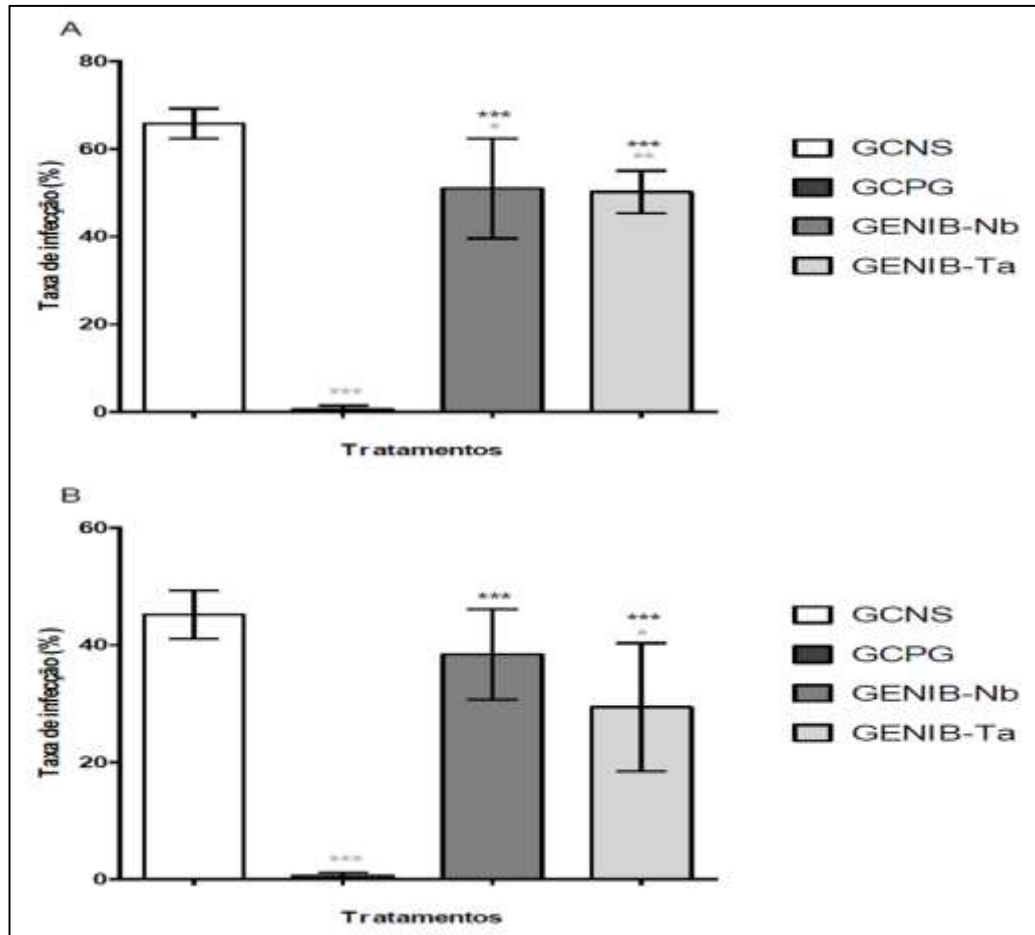 A
80
60
40
20
0
Taxa de infecção (%)
***
***
*
***
**
Tratamentos
GCNS
GCPG
GENIB-Nb
GENIB-Ta
B
60
40
20
0
Taxa de infecção (%)
***
***
***
*
Tratamentos
GCNS
GCPG
GENIB-Nb
GENIB-Ta